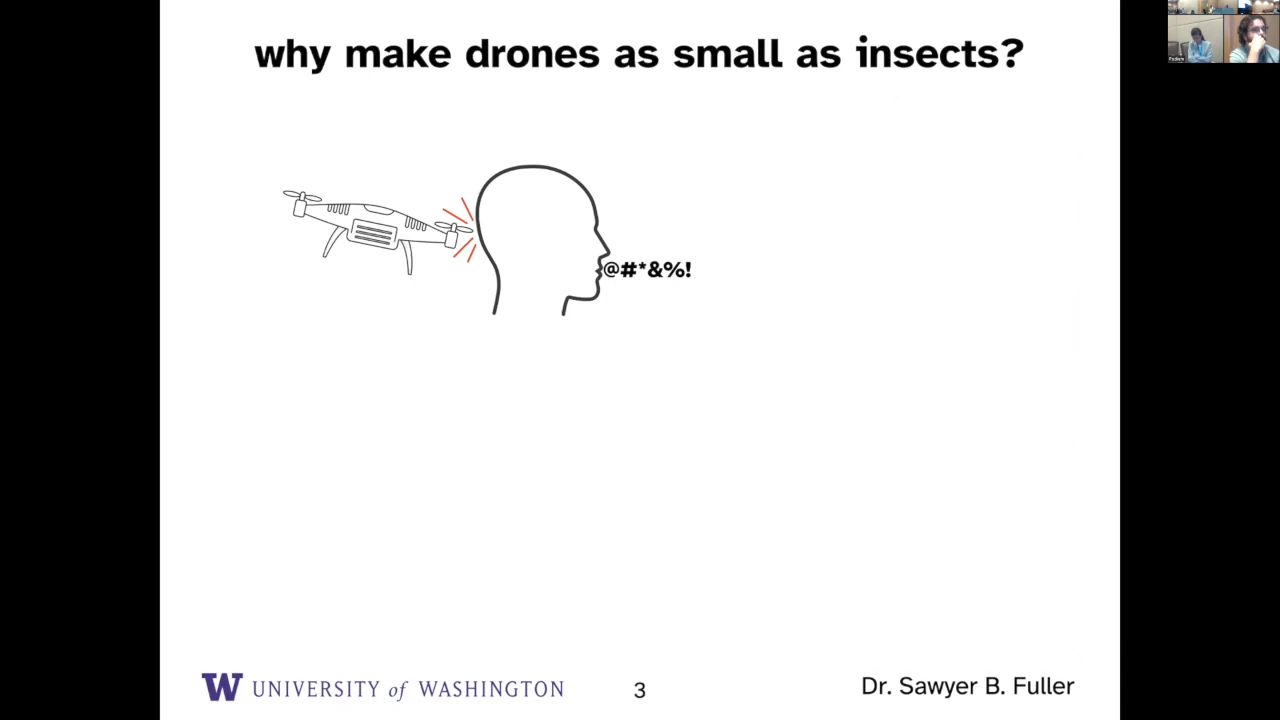 why make drones as small as insects?
@#*&%!
W UNIVERSITY of WASHINGTON
3
Dr. Sawyer B. Fuller